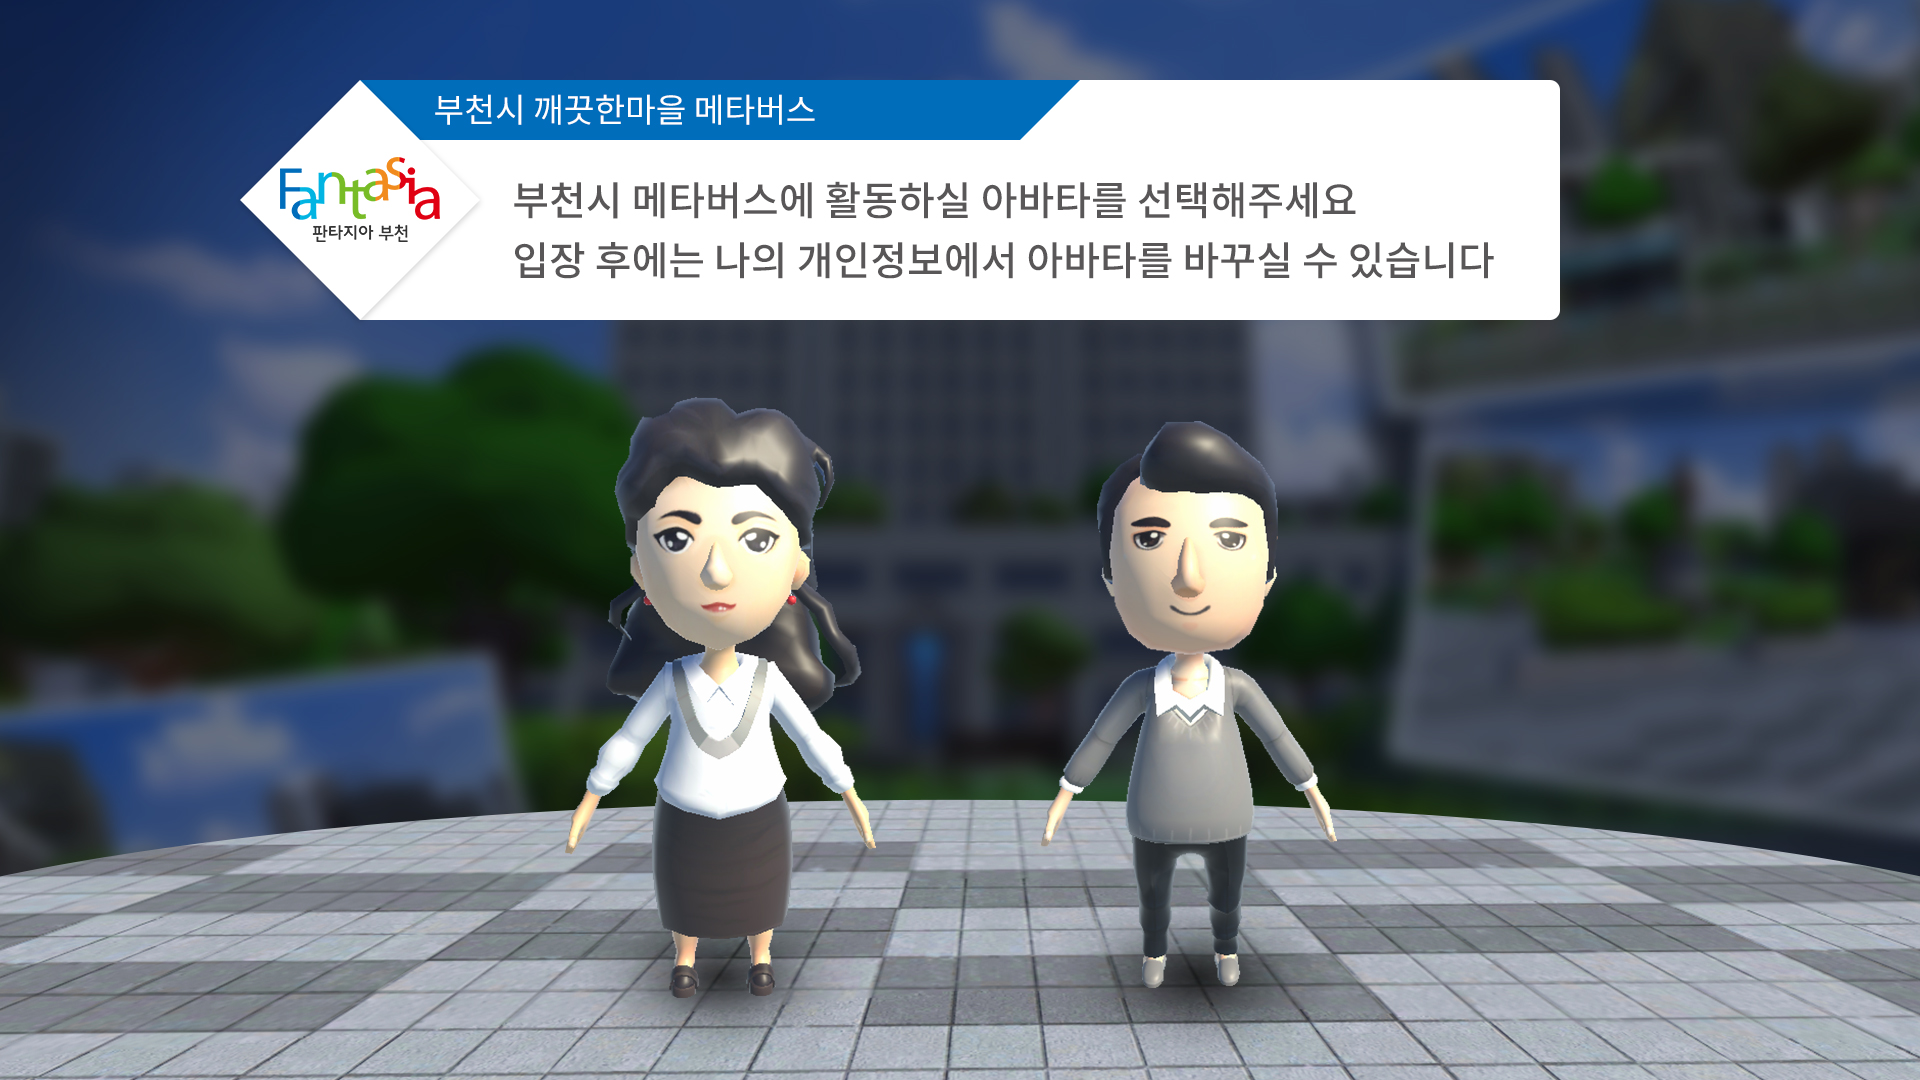 부천시 깨끗한마을 메타버스
Fantasia
판타지아 부천
부천시 메타버스에 활동하실 아바타를 선택해주세요
입장 후에는 나의 개인정보에서 아바타를 바꾸실 수 있습니다